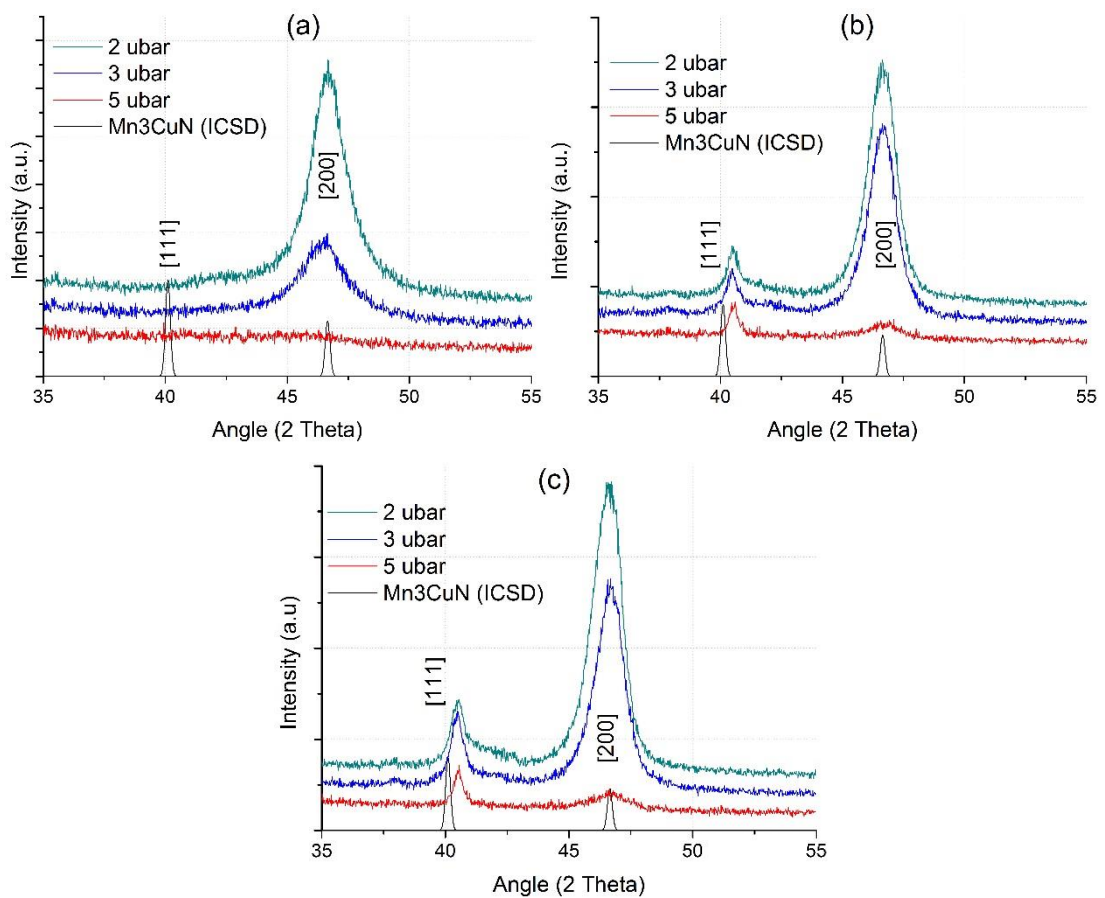 (a)
2 ubar
3 ubar
5 ubar
Mn3CuN (ICSD)
[111]
[200]
Intensity (a.u.)
35 40 45 50 55
Angle (2 Theta)
(b)
2 ubar
3 ubar
5 ubar
Mn3CuN (ICSD)
[111]
[200]
Intensity (a.u.)
35 40 45 50 55
Angle (2 Theta)
(c)
2 ubar
3 ubar
5 ubar
Mn3CuN (ICSD)
[111]
[200]
Intensity (a.u)
35 40 45 50 55
Angle (2 Theta)